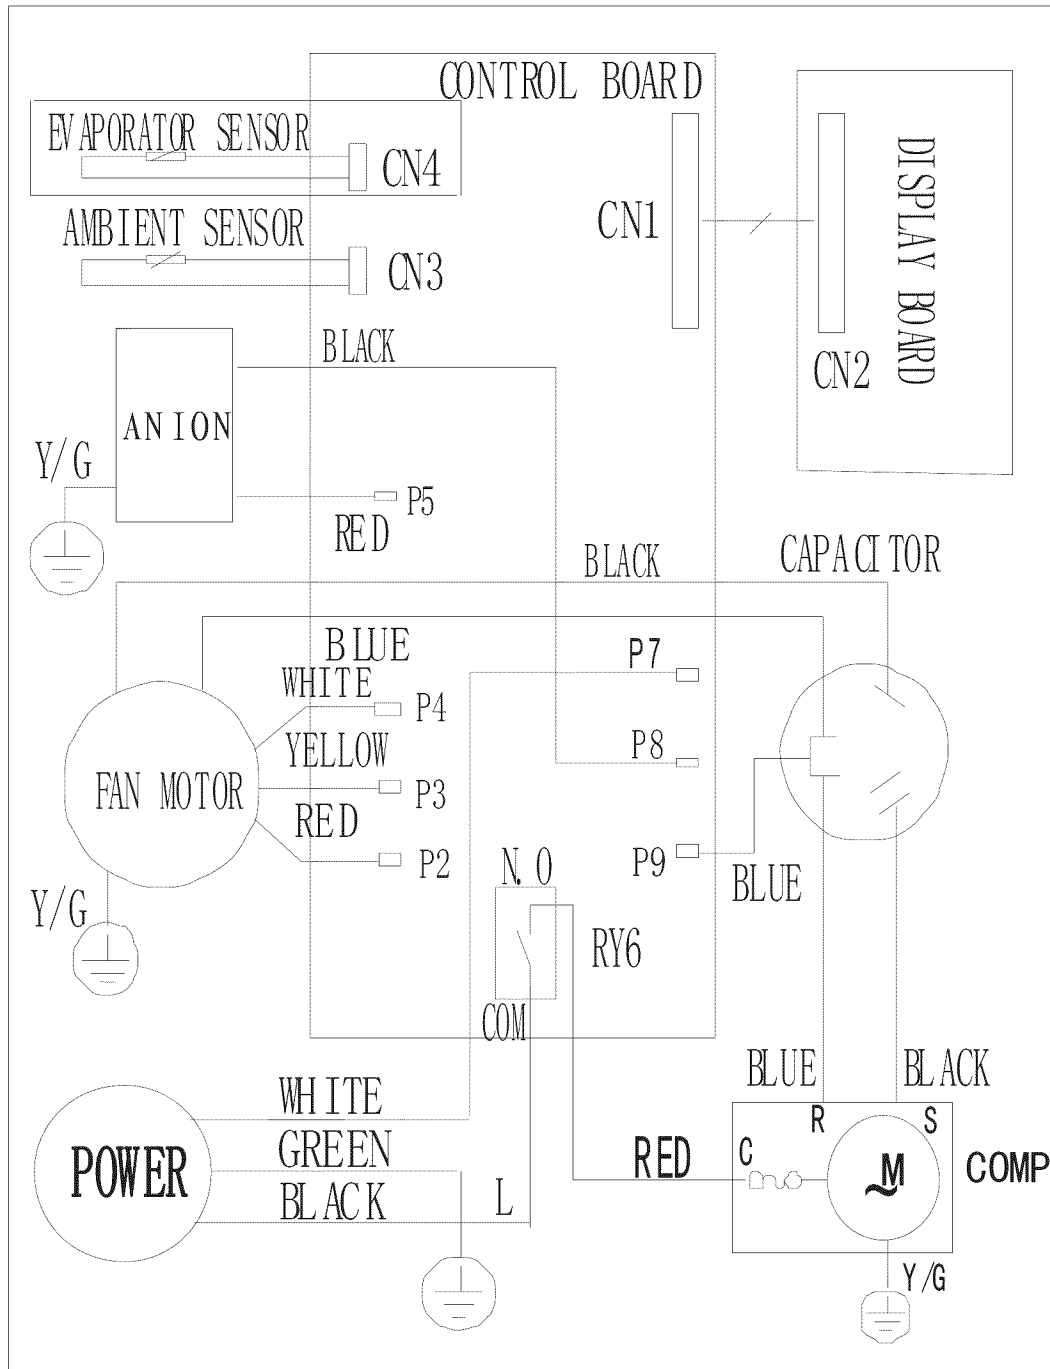 CONTROL BOARD
EVAPORATOR SENSOR
CN4
AMBIENT SENSOR
CN3
CN1
CN2
DISPLAY BOARD
BLACK
ANION
Y/G
P5
RED
BLACK
CAPACITOR
BLUE
WHITE
P4
P7
YELLOW
P8
FAN MOTOR
P3
RED
P2
P9
N.O
BLUE
Y/G
RY6
COM
BLUE
BLACK
WHITE
R
S
GREEN
RED
C
M
COMP
POWER
BLACK
L
Y/G